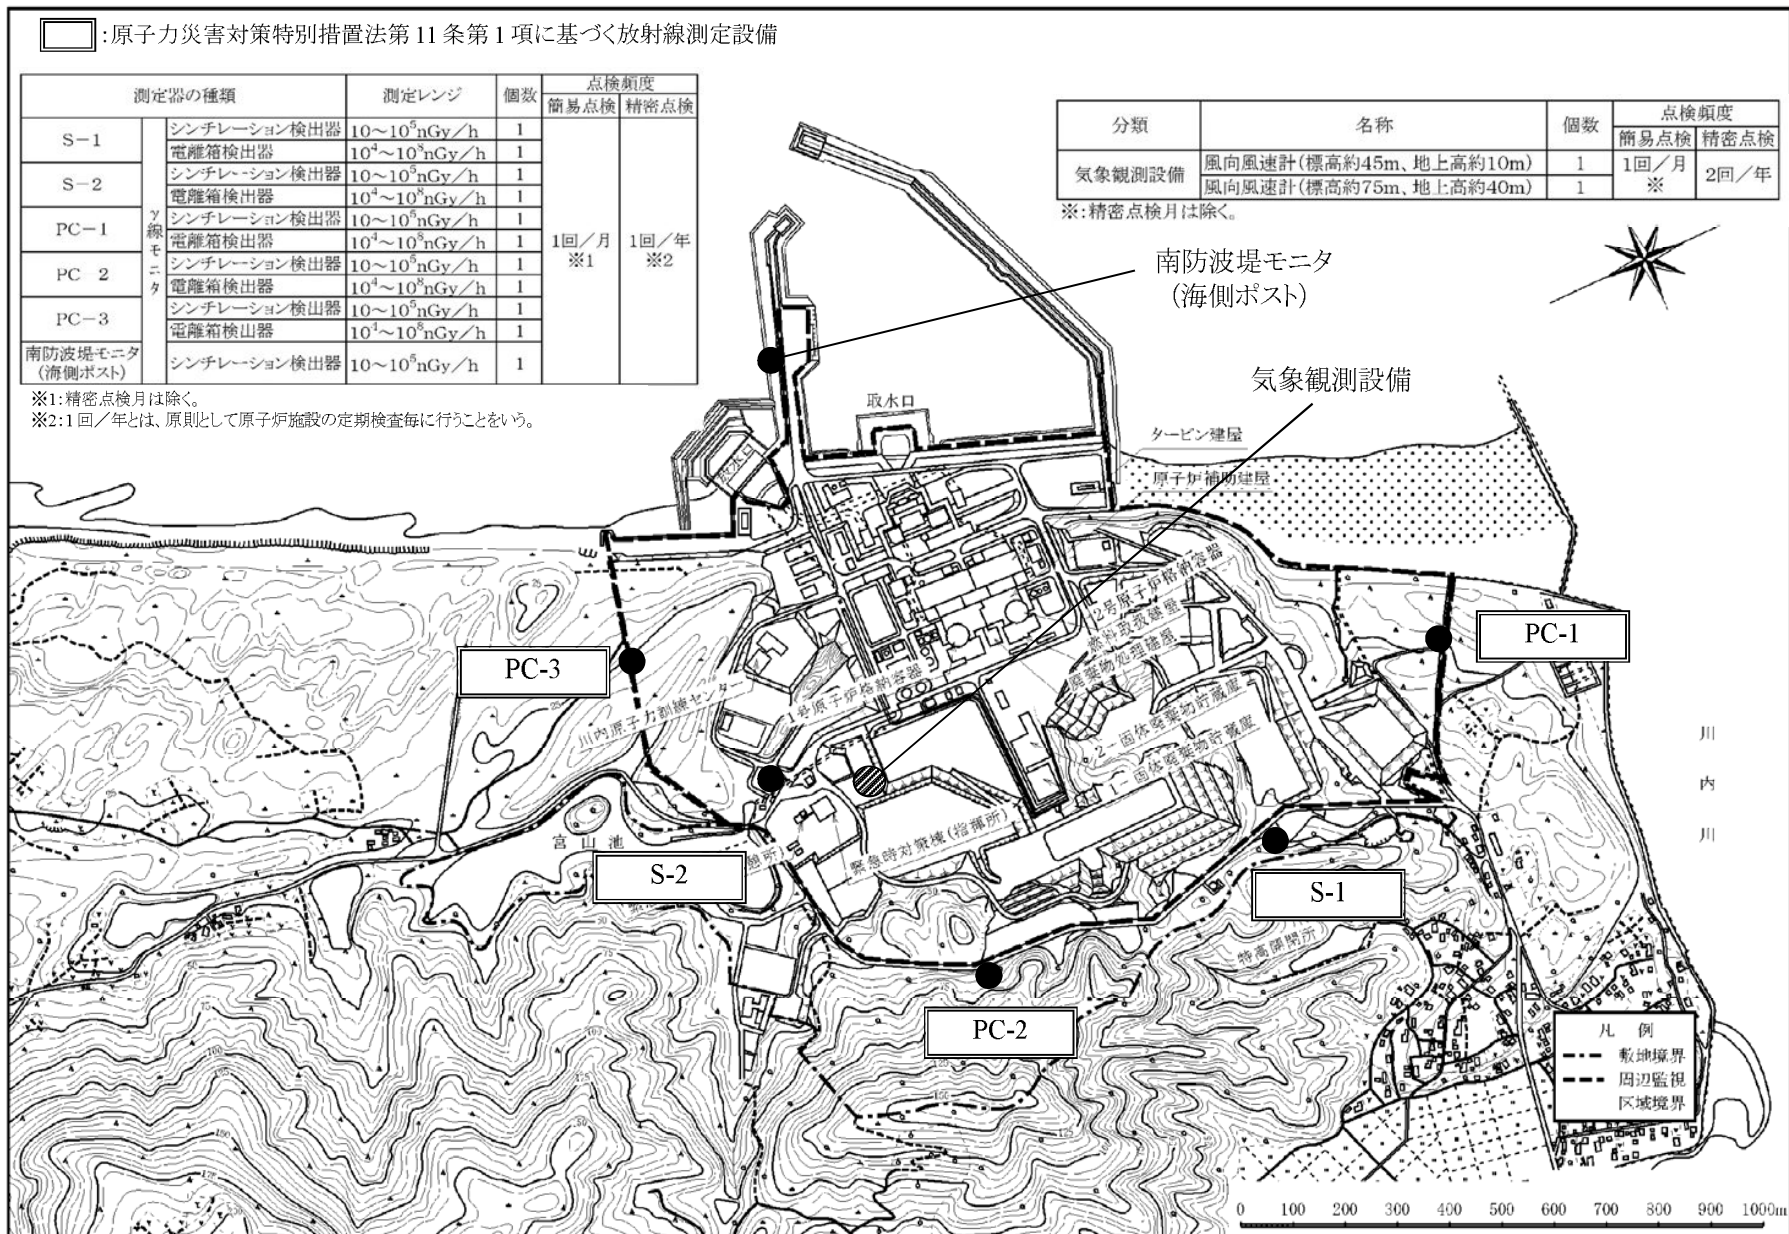 :原子力災害対策特別措置法第11条第1項に基づく放射線測定設備
測定器の種類 測定レンジ 個数 点検頻度
簡易点検 精密点検
S-1 シンチレーション検出器 10～10⁵nGy/h 1
電離箱検出器 10⁴～10⁸nGy/h 1
S-2 シンチレーション検出器 10～10⁵nGy/h 1
電離箱検出器 10⁴～10⁸nGy/h 1
PC-1 シンチレーション検出器 10～10⁵nGy/h 1
電離箱検出器 10⁴～10⁸nGy/h 1
PC-2 シンチレーション検出器 10～10⁵nGy/h 1
電離箱検出器 10⁴～10⁸nGy/h 1
PC-3 シンチレーション検出器 10～10⁵nGy/h 1
電離箱検出器 10⁴～10⁸nGy/h 1
南防波堤モニタ
(海側ポスト) シンチレーション検出器 10～10⁵nGy/h 1
γ線モニタ
1回/月
※1
1回/年
※2
※1:精密点検月は除く。
※2:1回/年とは、原則として原子炉施設の定期検査毎に行うことをいう。
分類 名称 個数 点検頻度
簡易点検 精密点検
気象観測設備 風向風速計(標高約45m、地上高約10m) 1
風向風速計(標高約75m、地上高約40m) 1
1回/月
※
2回/年
※:精密点検月は除く。
南防波堤モニタ
(海側ポスト)
気象観測設備
取水口
放水口
タービン建屋
原子炉補助建屋
2号原子炉格納容器
燃料取扱建屋
廃棄物処理建屋
1号原子炉格納容器
川内原子力訓練センター
2-固体廃棄物貯蔵庫
1-固体廃棄物貯蔵庫
緊急時対策棟(指揮所)
宮山池
特高開閉所
PC-3
PC-1
S-2
S-1
PC-2
川内川
凡例
敷地境界
周辺監視
区域境界
0 100 200 300 400 500 600 700 800 900 1000m